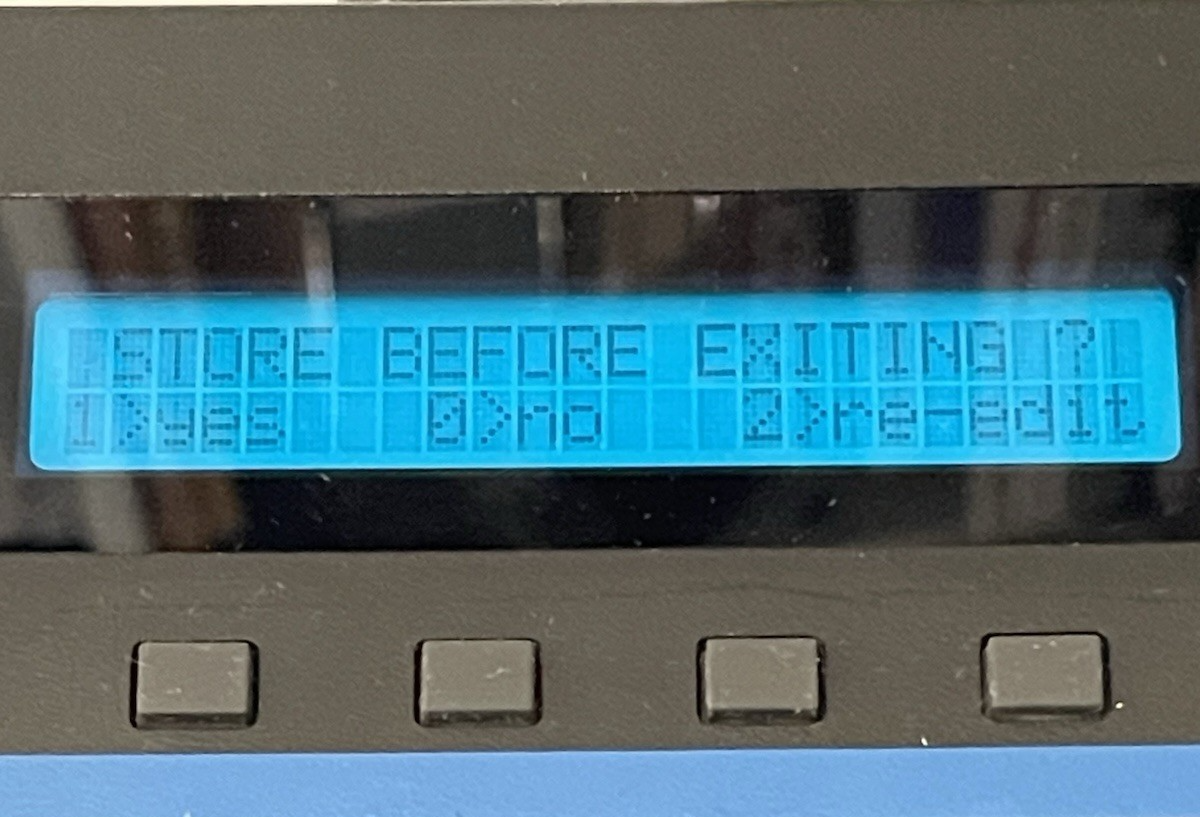 STORE BEFORE EXITING ?
1>yes 0>no 2>re-edit